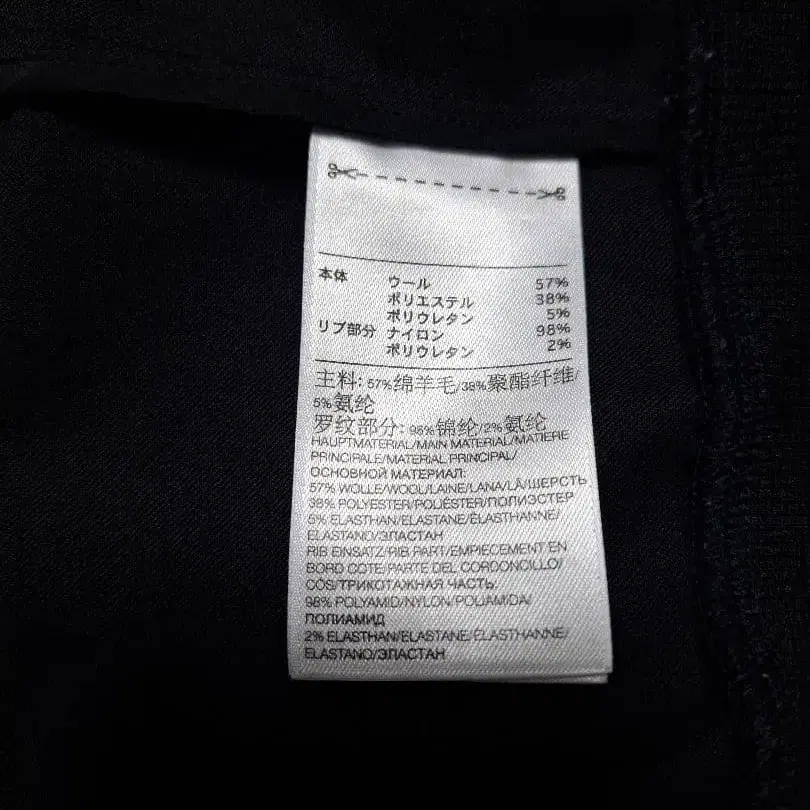 本体 ウール 57%
ポリエステル 38%
ポリウレタン 5%
リブ部分 ナイロン 98%
ポリウレタン 2%
主料: 57%绵羊毛/38%聚酯纤维/
5%氨纶
罗纹部分: 98%锦纶/2%氨纶
HAUPTMATERIAL/MAIN MATERIAL/MATIERE
PRINCIPALE/MATERIAL PRINCIPAL/
ОСНОВНОЙ МАТЕРИАЛ:
57% WOLLE/WOOL/LAINE/LANA/LÃ/ШЕРСТЬ
38% POLYESTER/POLIÉSTER/ПОЛИЭСТЕР
5% ELASTHAN/ELASTANE/ÉLASTHANNE/
ELASTANO/ЭЛАСТАН
RIB EINSATZ/RIB PART/EMPIECEMENT EN
BORD COTE/PARTE DEL CORDONCILLO/
CÓS/ТРИКОТАЖНАЯ ЧАСТЬ:
98% POLYAMID/NYLON/POLIAMIDA/
ПОЛИАМИД
2% ELASTHAN/ELASTANE/ÉLASTHANNE/
ELASTANO/ЭЛАСТАН